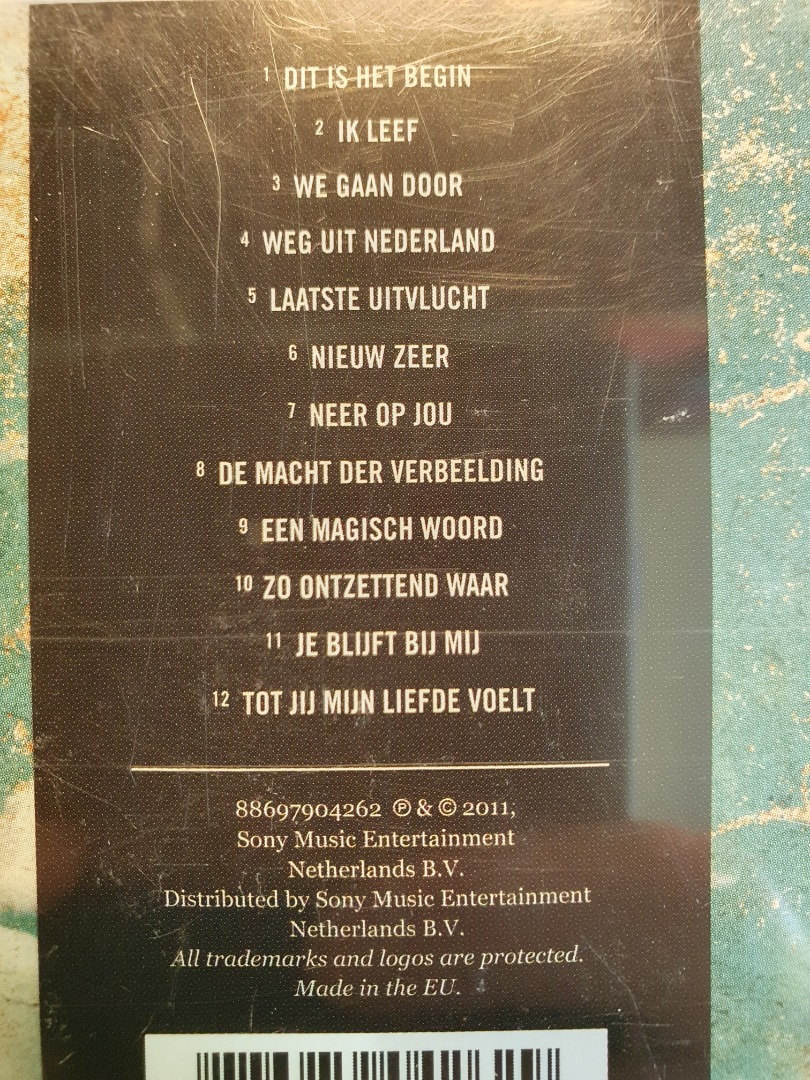 1 DIT IS HET BEGIN
2 IK LEEF
3 WE GAAN DOOR
4 WEG UIT NEDERLAND
5 LAATSTE UITVLUCHT
6 NIEUW ZEER
7 NEER OP JOU
8 DE MACHT DER VERBEELDING
9 EEN MAGISCH WOORD
10 ZO ONTZETTEND WAAR
11 JE BLIJFT BIJ MIJ
12 TOT JIJ MIJN LIEFDE VOELT
88697904262 ℗ & © 2011,
Sony Music Entertainment
Netherlands B.V.
Distributed by Sony Music Entertainment
Netherlands B.V.
All trademarks and logos are protected.
Made in the EU.